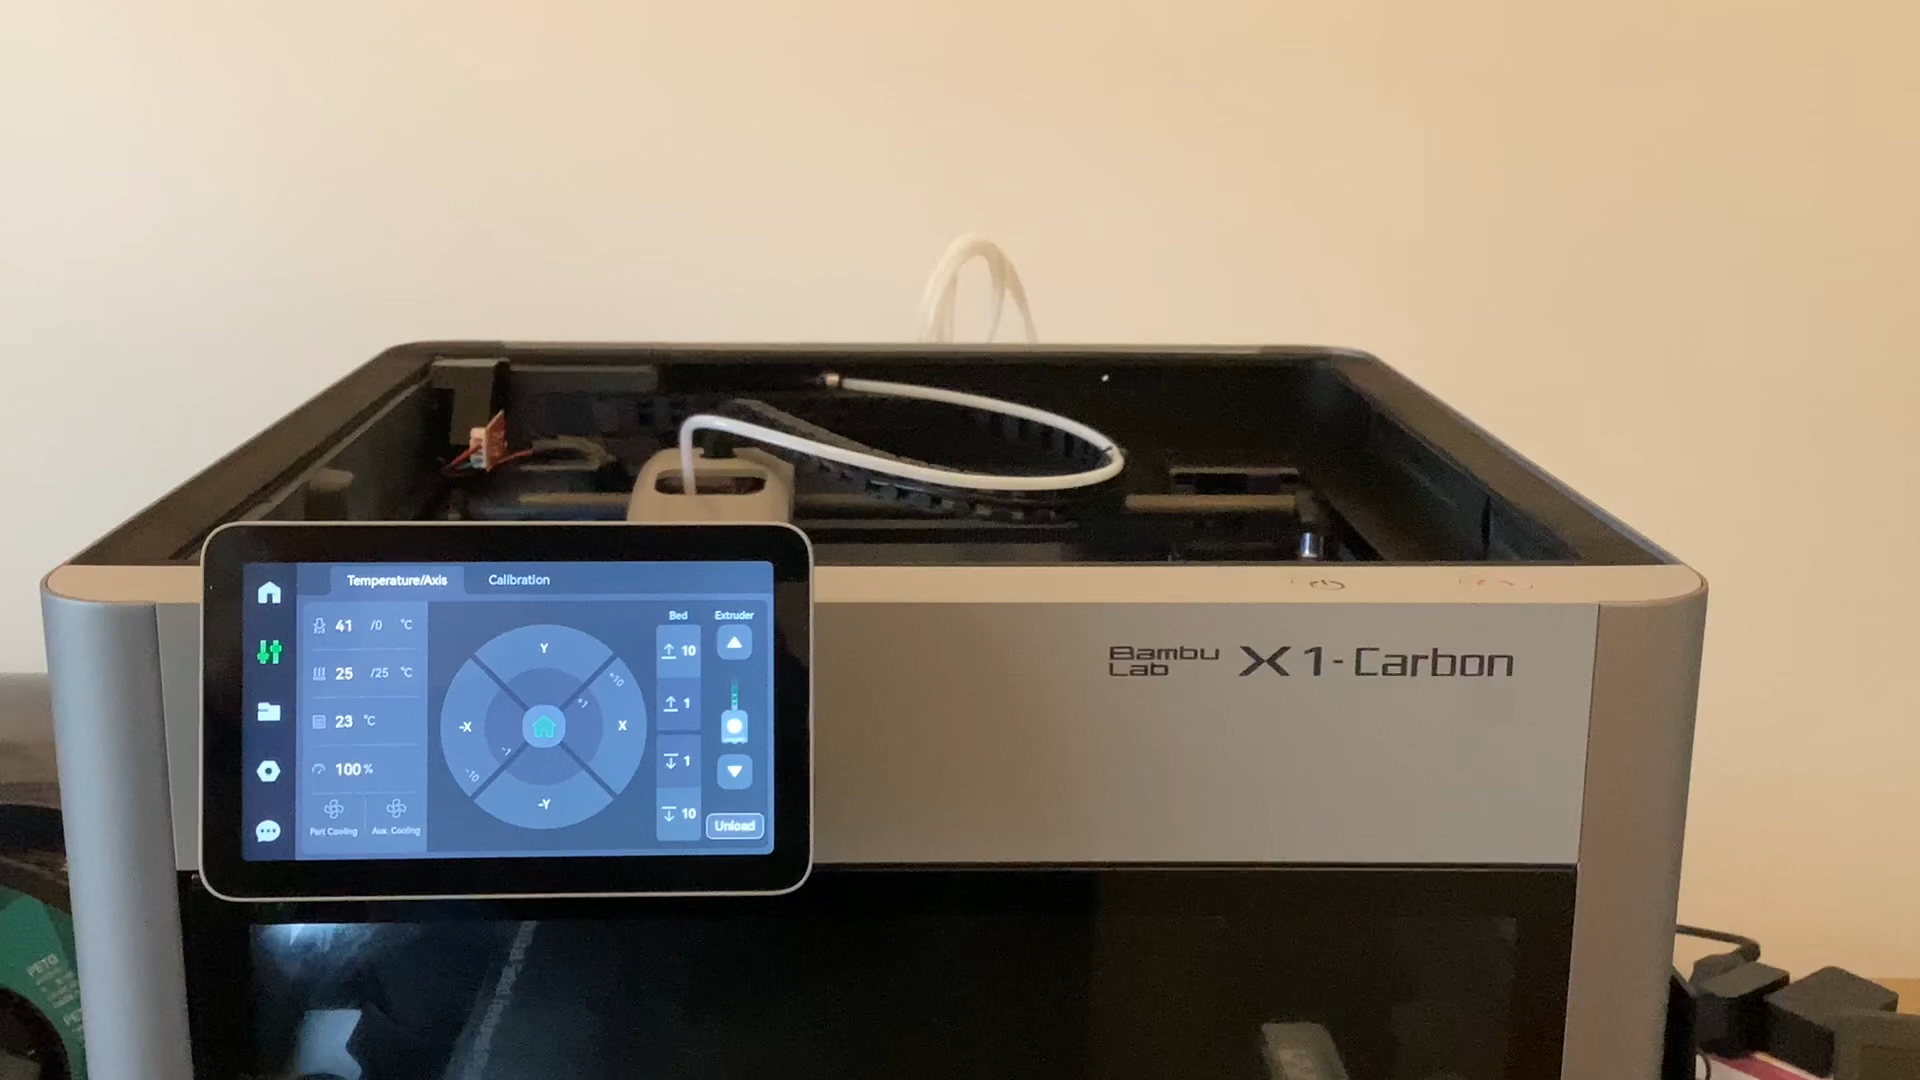 Temperature/Axis Calibration
Bed Extruder
41 /0 °C
25 /25 °C
23 °C
100%
Part Cooling Aux. Cooling
Y
+10
+1
-X
X
-1
-10
-Y
10
1
1
10
Unload
Bambu
Lab
X1-Carbon
PETG